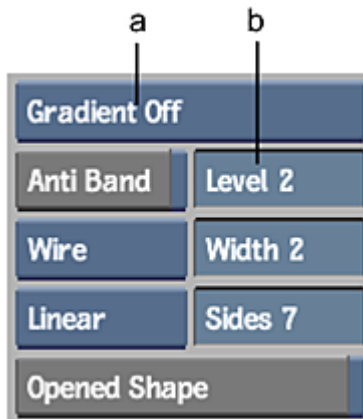 a b
Gradient Off
Anti Band Level 2
Wire Width 2
Linear Sides 7
Opened Shape